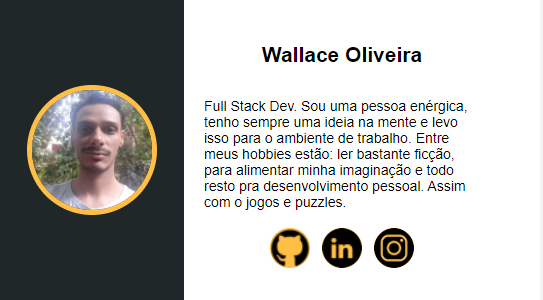 Wallace Oliveira
Full Stack Dev. Sou uma pessoa enérgica,
tenho sempre uma ideia na mente e levo
isso para o ambiente de trabalho. Entre
meus hobbies estão: ler bastante ficção,
para alimentar minha imaginação e todo
resto pra desenvolvimento pessoal. Assim
com o jogos e puzzles.
in